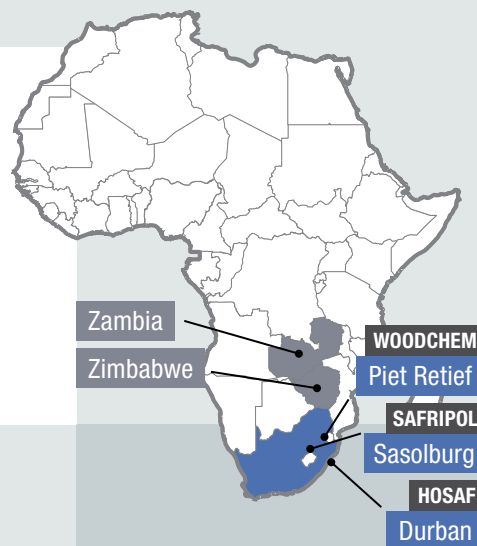 Zambia
Zimbabwe
WOODCHEM
Piet Retief
SAFRIPOL
Sasolburg
HOSAF
Durban